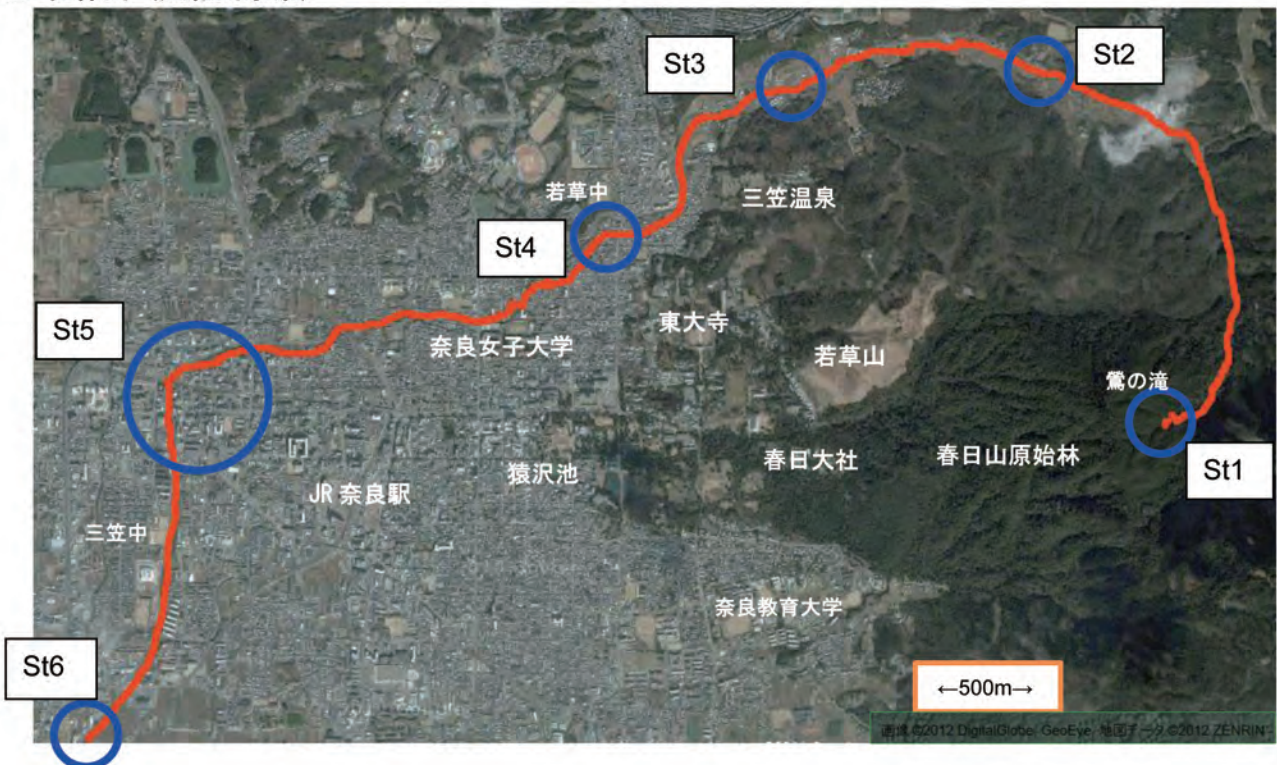 St3
St2
若草中
三笠温泉
St4
St5
東大寺
奈良女子大学
若草山
鶯の滝
St1
春日大社
春日山原始林
猿沢池
JR 奈良駅
三笠中
奈良教育大学
St6
←500m→
画像 ©2012 DigitalGlobe, GeoEye, 地図データ ©2012 ZENRIN -